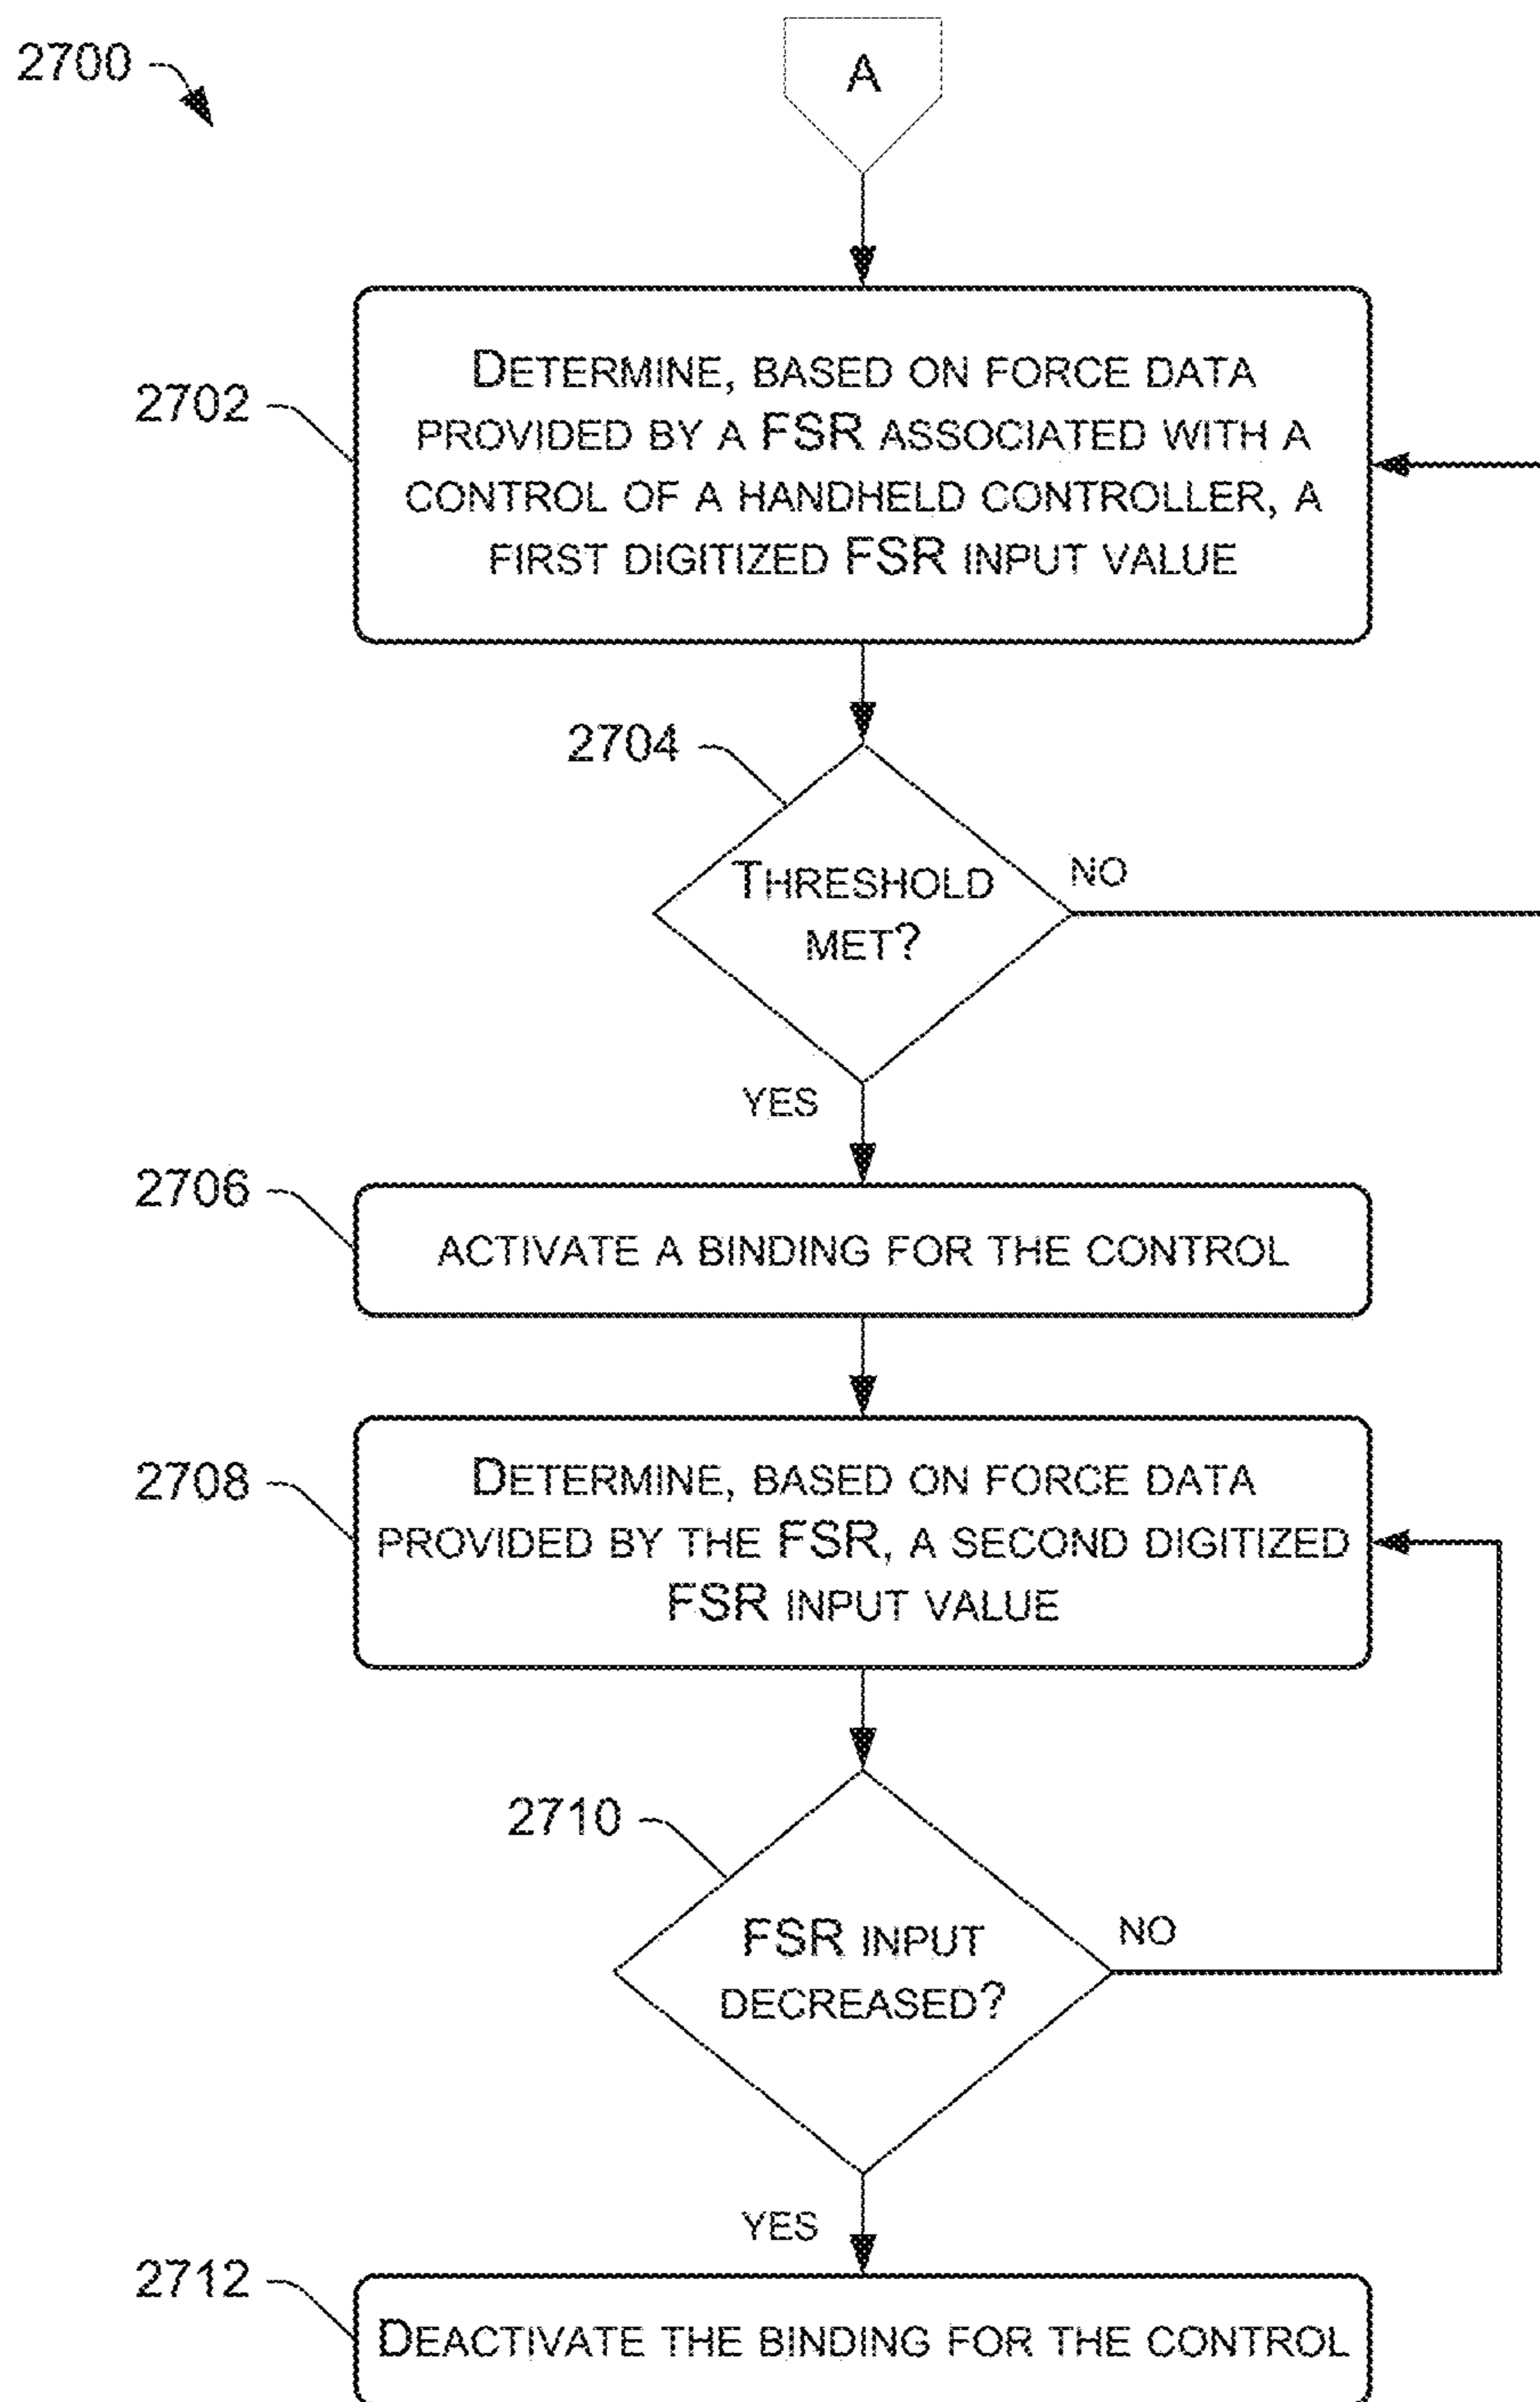 2700
A
2702
DETERMINE, BASED ON FORCE DATA
PROVIDED BY A FSR ASSOCIATED WITH A
CONTROL OF A HANDHELD CONTROLLER, A
FIRST DIGITIZED FSR INPUT VALUE
2704
THRESHOLD
MET?
NO
YES
2706
ACTIVATE A BINDING FOR THE CONTROL
2708
DETERMINE, BASED ON FORCE DATA
PROVIDED BY THE FSR, A SECOND DIGITIZED
FSR INPUT VALUE
2710
FSR INPUT
DECREASED?
NO
YES
2712
DEACTIVATE THE BINDING FOR THE CONTROL